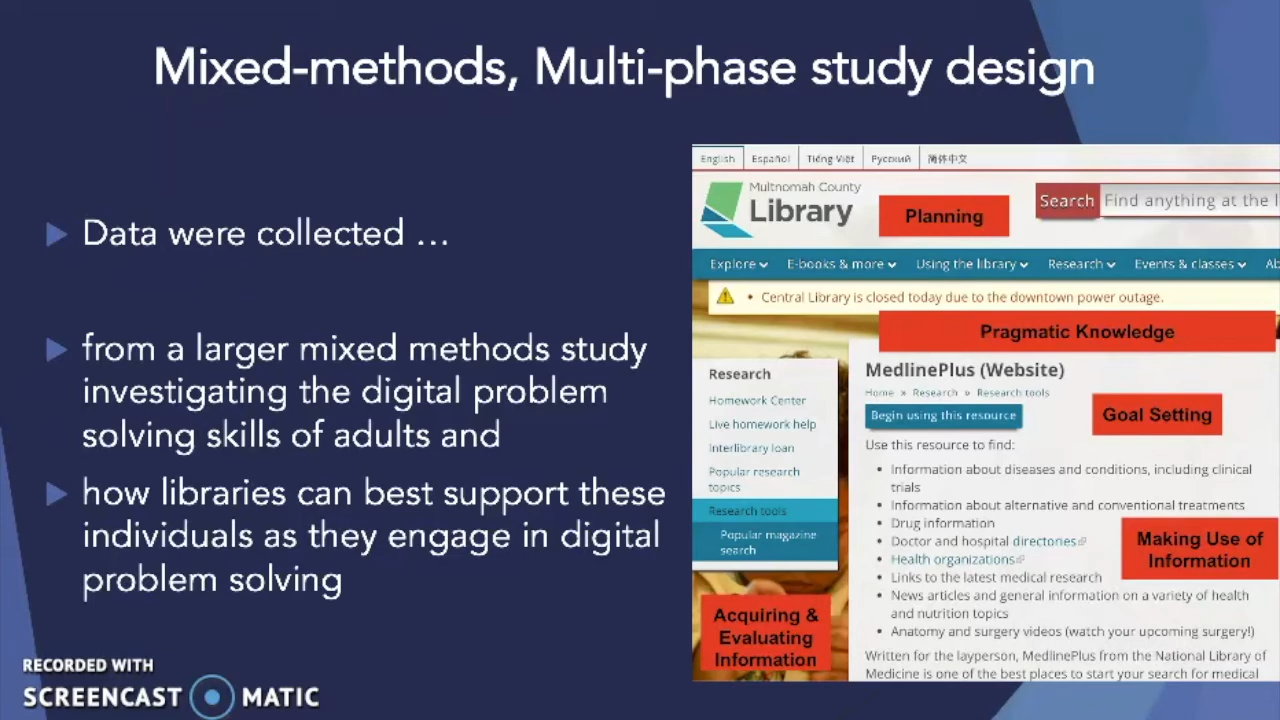 Mixed-methods, Multi-phase study design
Data were collected ...
from a larger mixed methods study
investigating the digital problem
solving skills of adults and
how libraries can best support these
individuals as they engage in digital
problem solving
RECORDED WITH
SCREENCAST MATIC
English Español Tiếng Việt Русский 简体中文
Multnomah County
Library
Planning
Search Find anything at the l
Explore E-books & more Using the library Research Events & classes Ab
Central Library is closed today due to the downtown power outage.
Pragmatic Knowledge
Research
Homework Center
Live homework help
Interlibrary loan
Popular research
topics
Research tools
Popular magazine
search
Acquiring &
Evaluating
Information
MedlinePlus (Website)
Home » Research » Research tools
Begin using this resource
Goal Setting
Use this resource to find:
Information about diseases and conditions, including clinical
trials
Information about alternative and conventional treatments
Drug information
Doctor and hospital directories
Health organizations
Links to the latest medical research
Making Use of
Information
News articles and general information on a variety of health
and nutrition topics
Anatomy and surgery videos (watch your upcoming surgery!)
Written for the layperson, MedlinePlus from the National Library of
Medicine is one of the best places to start your search for medical